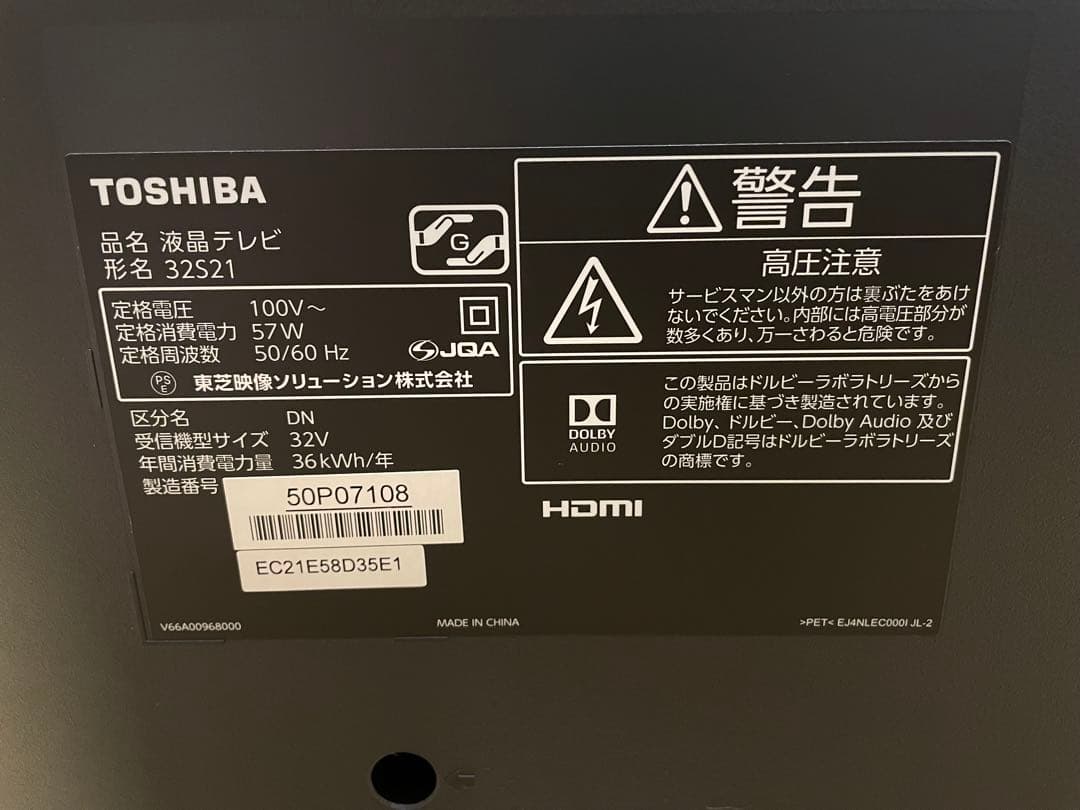 TOSHIBA
品名 液晶テレビ
形名 32S21
G
定格電圧 100V～
定格消費電力 57W
定格周波数 50/60 Hz
JQA
PS
E
東芝映像ソリューション株式会社
区分名 DN
受信機型サイズ 32V
年間消費電力量 36kWh/年
製造番号
50P07108
EC21E58D35E1
V66A00968000
MADE IN CHINA
警告
高圧注意
サービスマン以外の方は裏ぶたをあけ
ないでください。内部には高電圧部分が
数多くあり、万一さわると危険です。
DOLBY
AUDIO
この製品はドルビーラボラトリーズから
の実施権に基づき製造されています。
Dolby、ドルビー、Dolby Audio 及び
ダブルD記号はドルビーラボラトリーズ
の商標です。
HDMI
>PET< EJ4NLEC000I JL-2